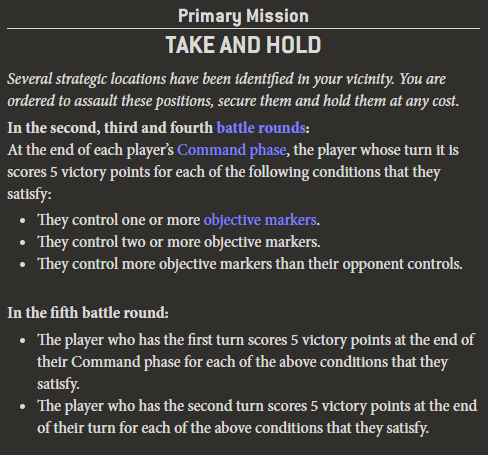 Primary Mission
TAKE AND HOLD
Several strategic locations have been identified in your vicinity. You are
ordered to assault these positions, secure them and hold them at any cost.
In the second, third and fourth battle rounds:
At the end of each player's Command phase, the player whose turn it is
scores 5 victory points for each of the following conditions that they
satisfy:
• They control one or more objective markers.
• They control two or more objective markers.
• They control more objective markers than their opponent controls.
In the fifth battle round:
• The player who has the first turn scores 5 victory points at the end of
their Command phase for each of the above conditions that they
satisfy.
• The player who has the second turn scores 5 victory points at the end
of their turn for each of the above conditions that they satisfy.